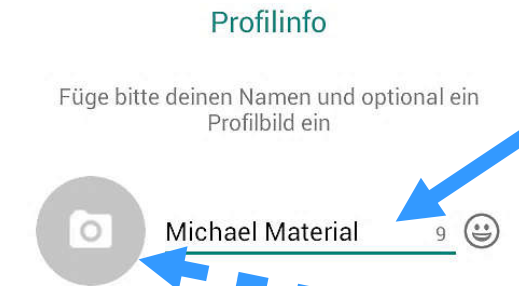 Profilinfo
Füge bitte deinen Namen und optional ein
Profilbild ein
Michael Material 9